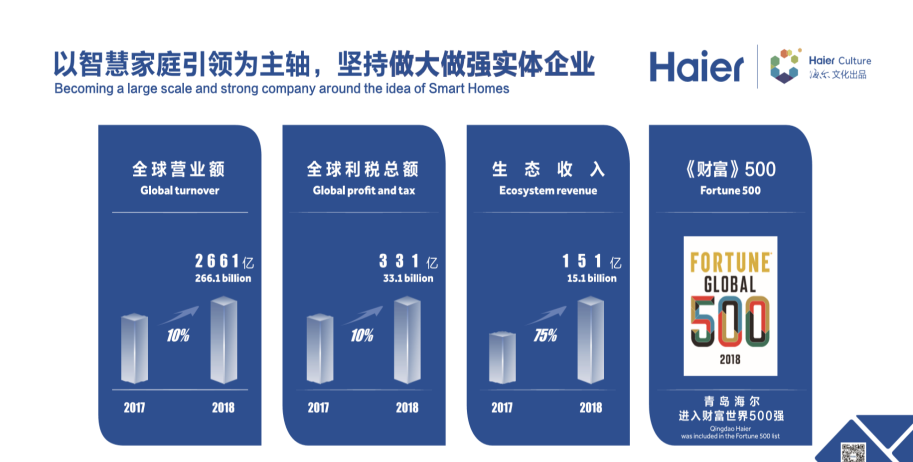 以智慧家庭引领为主轴，坚持做大做强实体企业
Becoming a large scale and strong company around the idea of Smart Homes
Haier
Haier Culture
海尔文化出品
全球营业额
Global turnover
2661亿
266.1 billion
10%
2017 2018
全球利税总额
Global profit and tax
331亿
33.1 billion
10%
2017 2018
生态收入
Ecosystem revenue
151亿
15.1 billion
75%
2017 2018
《财富》500
Fortune 500
FORTUNE
GLOBAL
500
2018
青岛海尔
进入财富世界500强
Qingdao Haier
was included in the Fortune 500 list